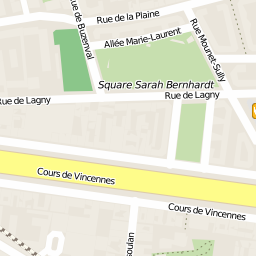 Rue de la Plaine
Rue de Buzenval
Allée Marie-Laurent
Rue Mounet-Sully
Square Sarah Bernhardt
Rue de Lagny
Rue de Lagny
Cours de Vincennes
Cours de Vincennes